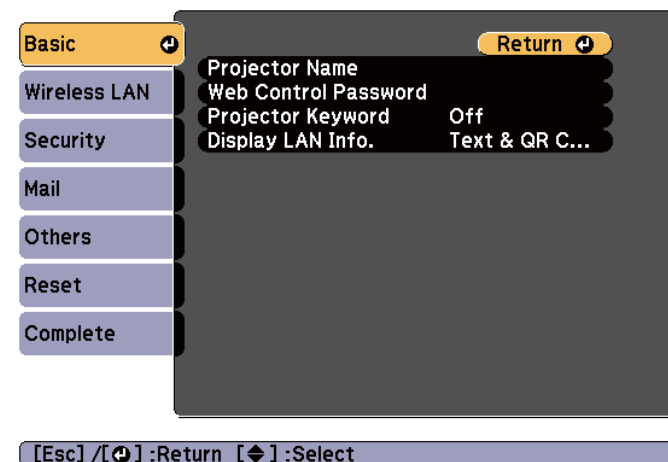 Basic
Return
Projector Name
Wireless LAN
Web Control Password
Projector Keyword Off
Security
Display LAN Info. Text & QR C...
Mail
Others
Reset
Complete
[Esc] /[ ] :Return [ ] :Select